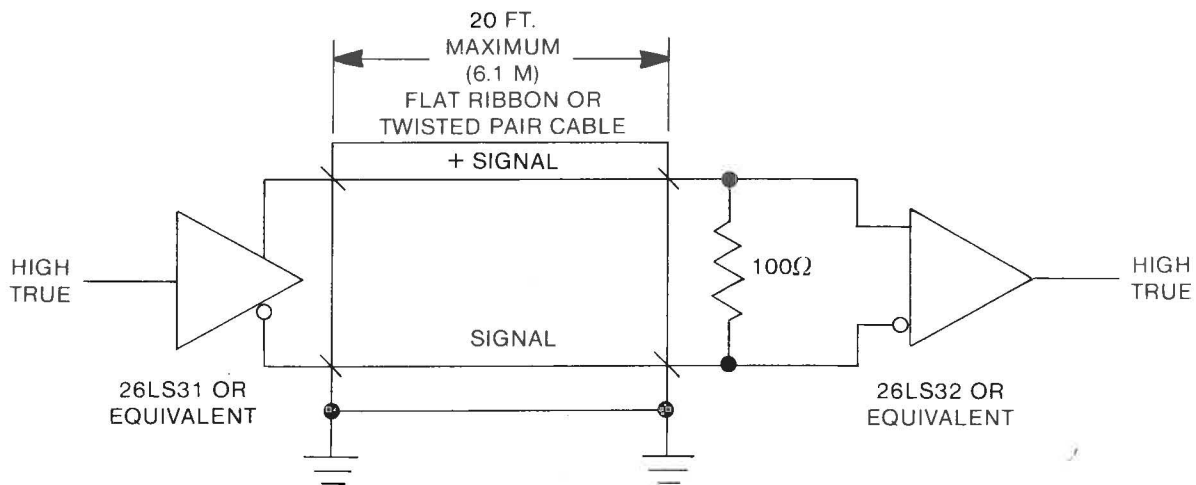 20 FT.
MAXIMUM
(6.1 M)
FLAT RIBBON OR
TWISTED PAIR CABLE
+ SIGNAL
HIGH
TRUE
100Ω
HIGH
TRUE
SIGNAL
26LS31 OR
EQUIVALENT
26LS32 OR
EQUIVALENT